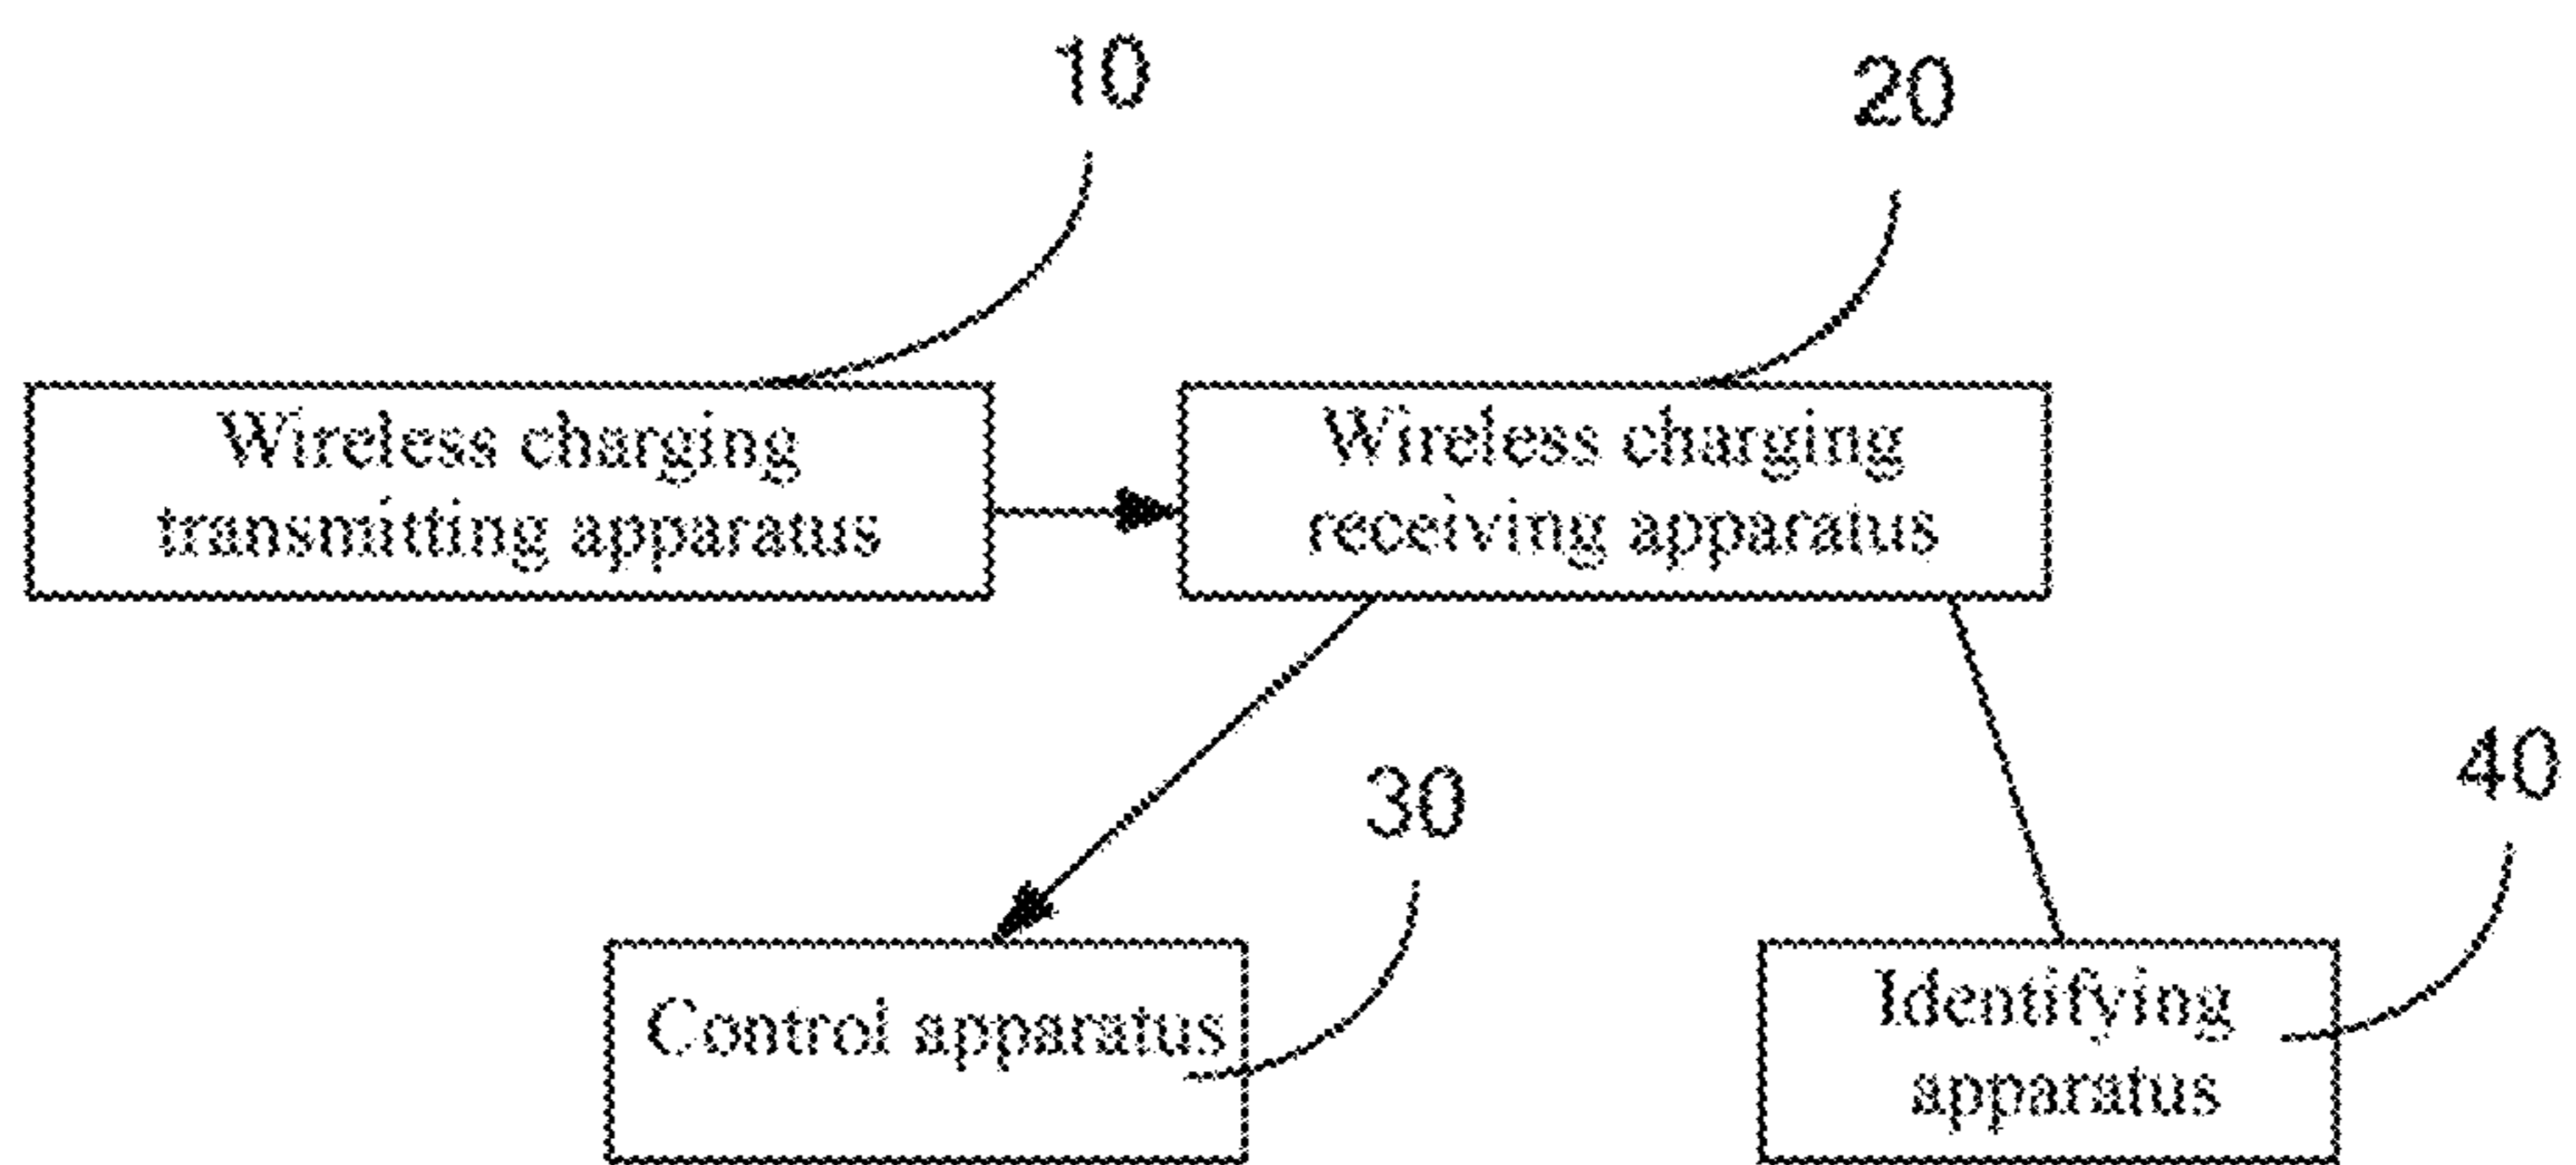 10
20
Wireless charging
transmitting apparatus
Wireless charging
receiving apparatus
30
40
Control apparatus
Identifying
apparatus